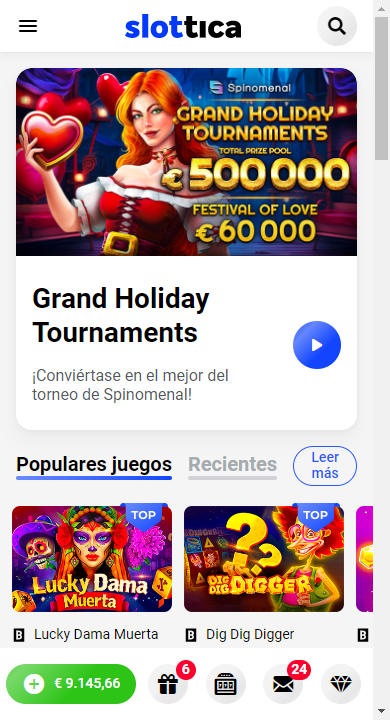 slottica
Spinomenal
GRAND HOLIDAY
TOURNAMENTS
TOTAL PRIZE POOL
€ 500 000
FESTIVAL OF LOVE
€ 60 000
Grand Holiday
Tournaments
¡Conviértase en el mejor del
torneo de Spinomenal!
Populares juegos
Recientes
Leer
más
TOP
TOP
Lucky Dama
Muerta
DIG DIG DIGGER
Lucky Dama Muerta
Dig Dig Digger
€ 9.145,66
6
24